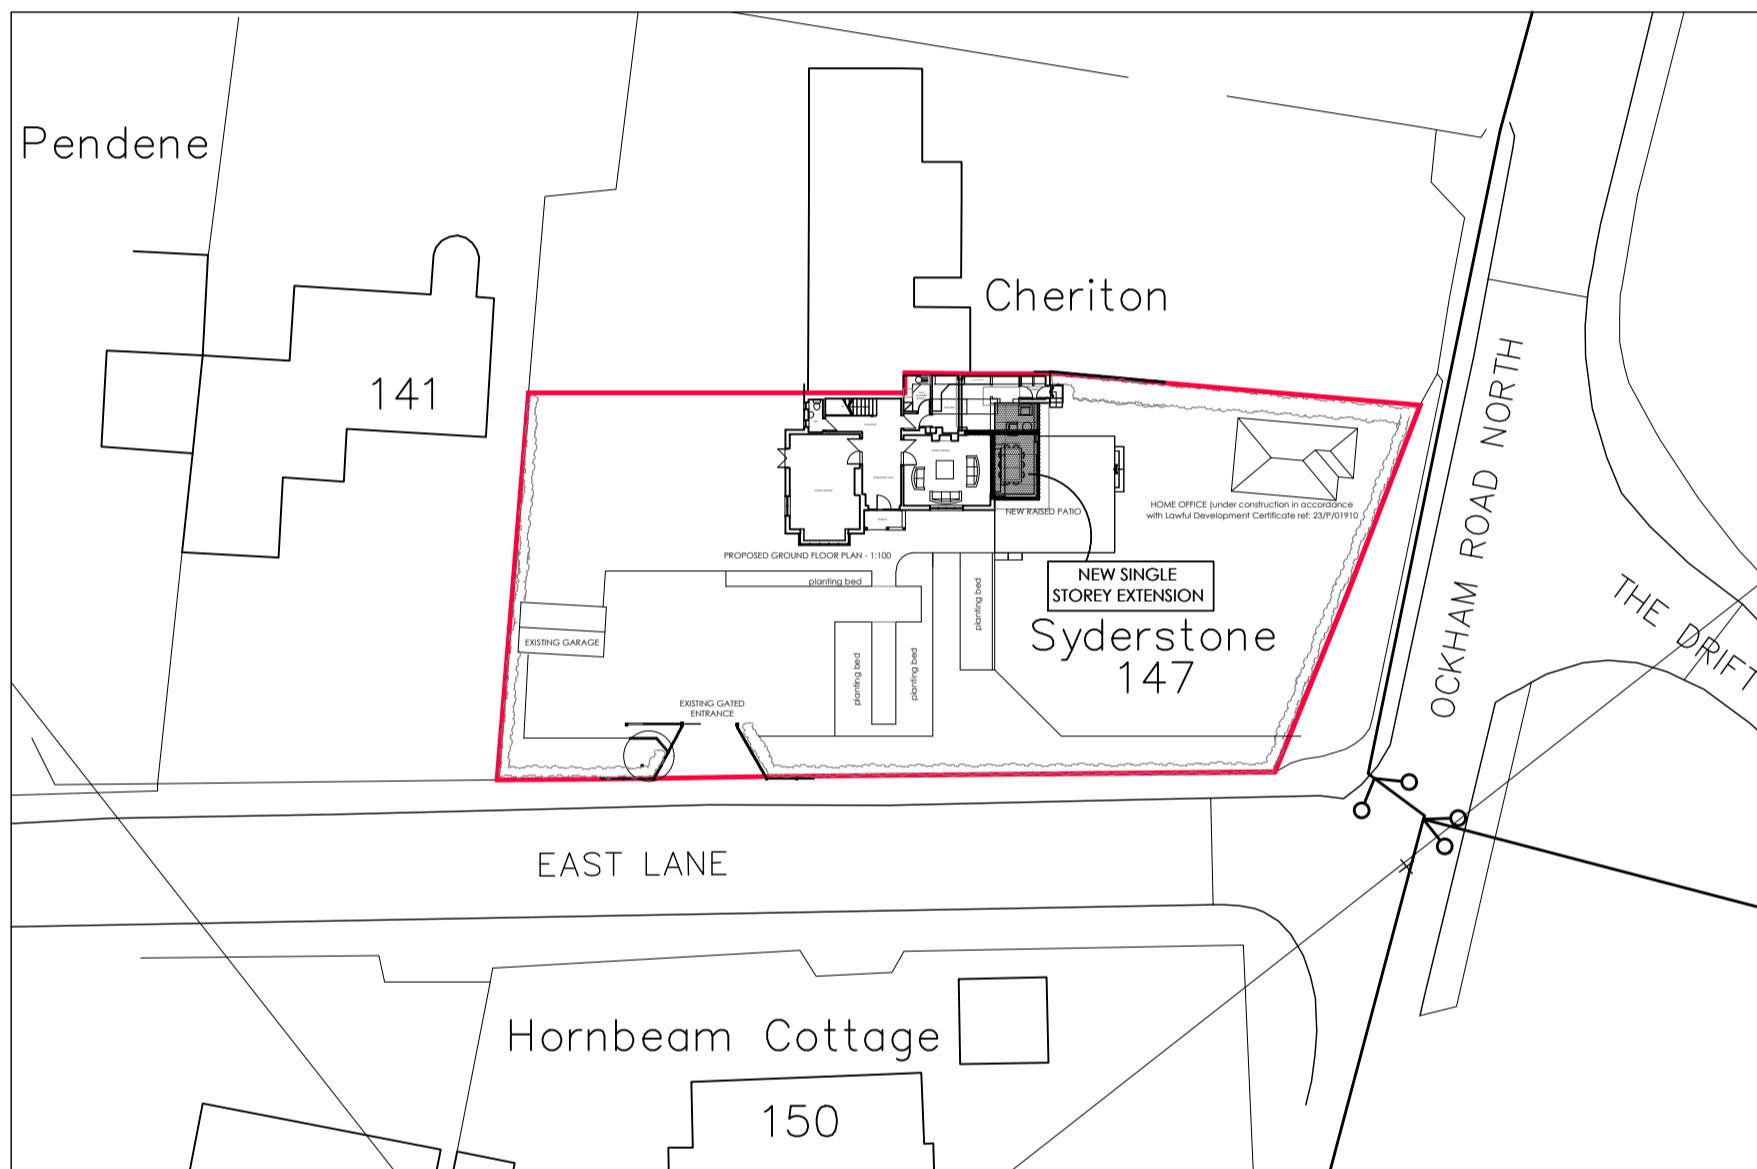 Pendene
Cheriton
141
OCKHAM ROAD NORTH
HOME OFFICE (under construction in accordance
with Lawful Development Certificate ref: 23/P/01910
NEW RAISED PATIO
PROPOSED GROUND FLOOR PLAN - 1:100
planting bed
NEW SINGLE
STOREY EXTENSION
planting bed
THE DRIFT
EXISTING GARAGE
Syderstone
147
planting bed
planting bed
EXISTING GATED
ENTRANCE
EAST LANE
Hornbeam Cottage
150